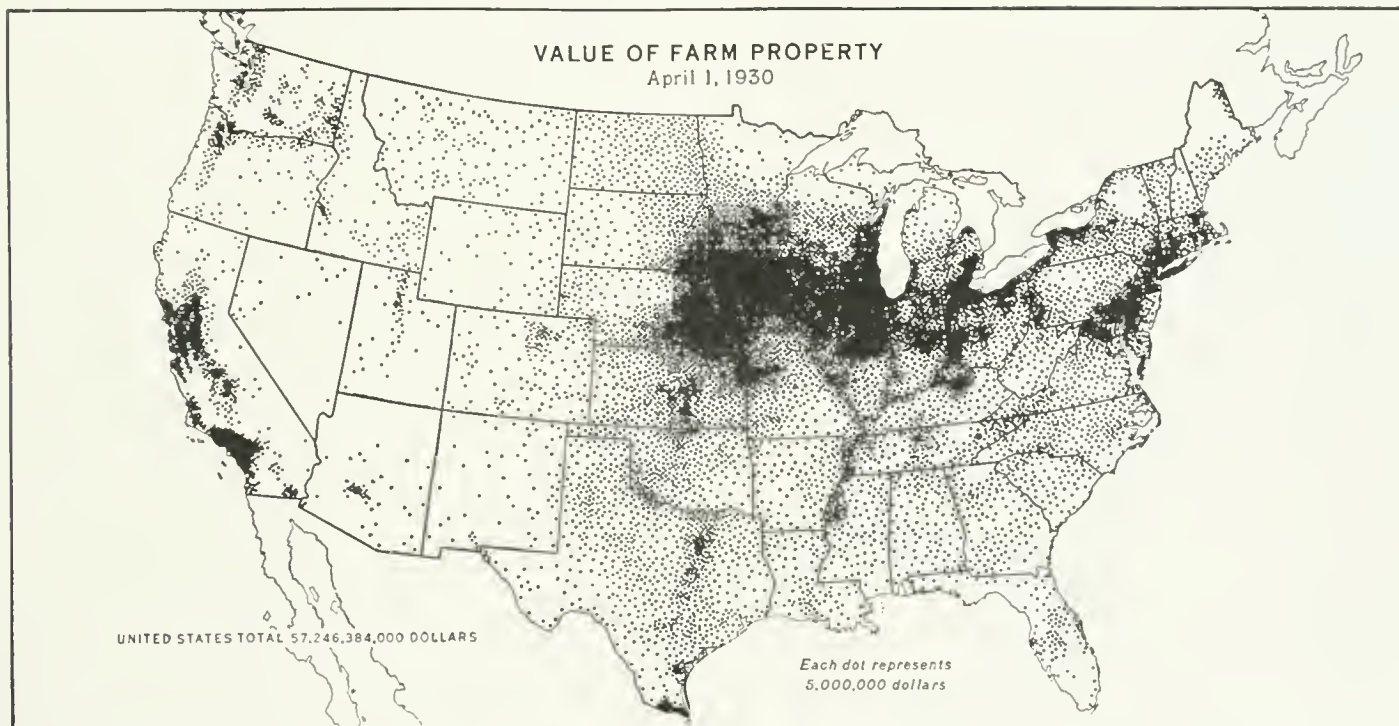 VALUE OF FARM PROPERTY
April 1, 1930
UNITED STATES TOTAL 57,246,384,000 DOLLARS
Each dot represents
5,000,000 dollars